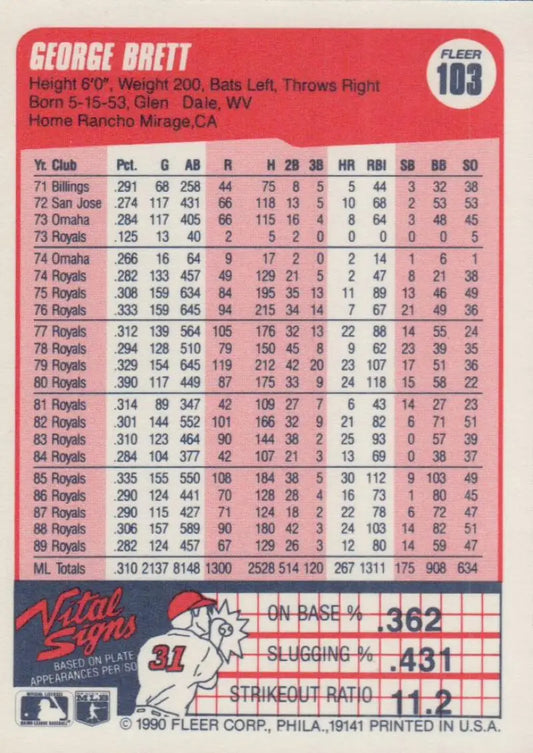 GEORGE BRETT
FLEER
103
Height 6'0", Weight 200, Bats Left, Throws Right
Born 5-15-53, Glen Dale, WV
Home Rancho Mirage,CA
Yr. Club Pct. G AB R H 2B 3B HR RBI SB BB SO
71 Billings .291 68 258 44 75 8 5 5 44 3 32 38
72 San Jose .274 117 431 66 118 13 5 10 68 2 53 53
73 Omaha .284 117 405 66 115 16 4 8 64 3 48 45
73 Royals .125 13 40 2 5 2 0 0 0 0 0 5
74 Omaha .266 16 64 9 17 2 0 2 14 1 6 1
74 Royals .282 133 457 49 129 21 5 2 47 8 21 38
75 Royals .308 159 634 84 195 35 13 11 89 13 46 49
76 Royals .333 159 645 94 215 34 14 7 67 21 49 36
77 Royals .312 139 564 105 176 32 13 22 88 14 55 24
78 Royals .294 128 510 79 150 45 8 9 62 23 39 35
79 Royals .329 154 645 119 212 42 20 23 107 17 51 36
80 Royals .390 117 449 87 175 33 9 24 118 15 58 22
81 Royals .314 89 347 42 109 27 7 6 43 14 27 23
82 Royals .301 144 552 101 166 32 9 21 82 6 71 51
83 Royals .310 123 464 90 144 38 2 25 93 0 57 39
84 Royals .284 104 377 42 107 21 3 13 69 0 38 37
85 Royals .335 155 550 108 184 38 5 30 112 9 103 49
86 Royals .290 124 441 70 128 28 4 16 73 1 80 45
87 Royals .290 115 427 71 124 18 2 22 78 6 72 47
88 Royals .306 157 589 90 180 42 3 24 103 14 82 51
89 Royals .282 124 457 67 129 26 3 12 80 14 59 47
ML Totals .310 2137 8148 1300 2528 514 120 267 1311 175 908 634
Vital
Signs
BASED ON PLATE
APPEARANCES PER SO
31
ON BASE % .362
SLUGGING % .431
STRIKEOUT RATIO 11.2
MLB
© 1990 FLEER CORP., PHILA.,19141 PRINTED IN U.S.A.